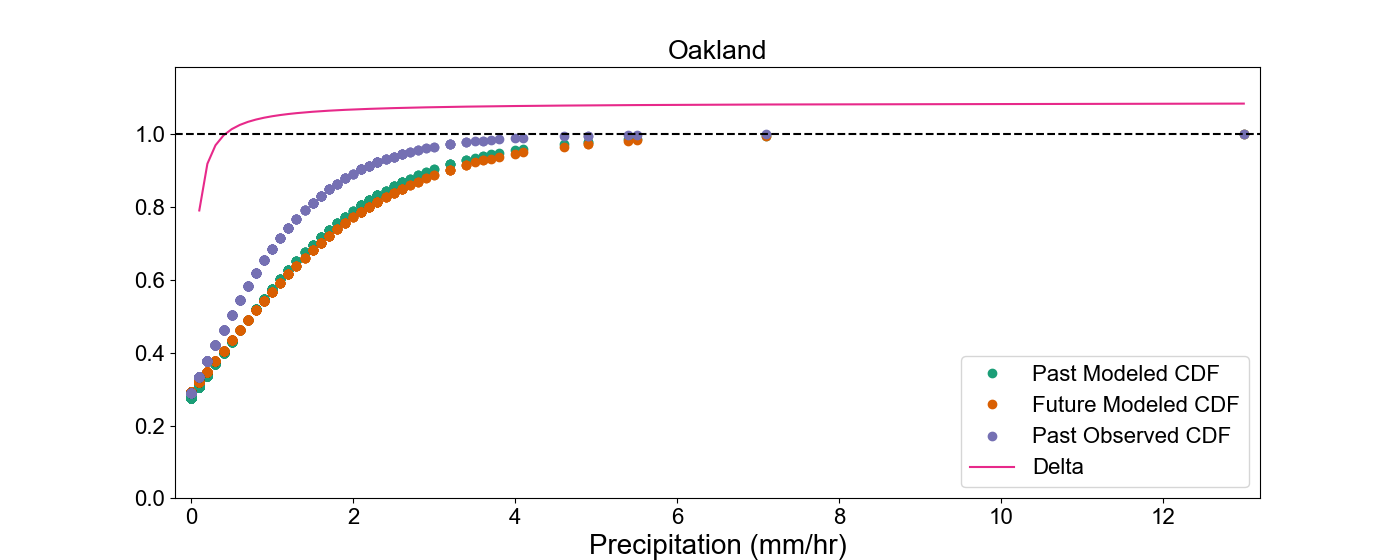 Oakland
1.0
0.8
0.6
0.4
0.2
0.0
0 2 4 6 8 10 12
Precipitation (mm/hr)
Past Modeled CDF
Future Modeled CDF
Past Observed CDF
Delta